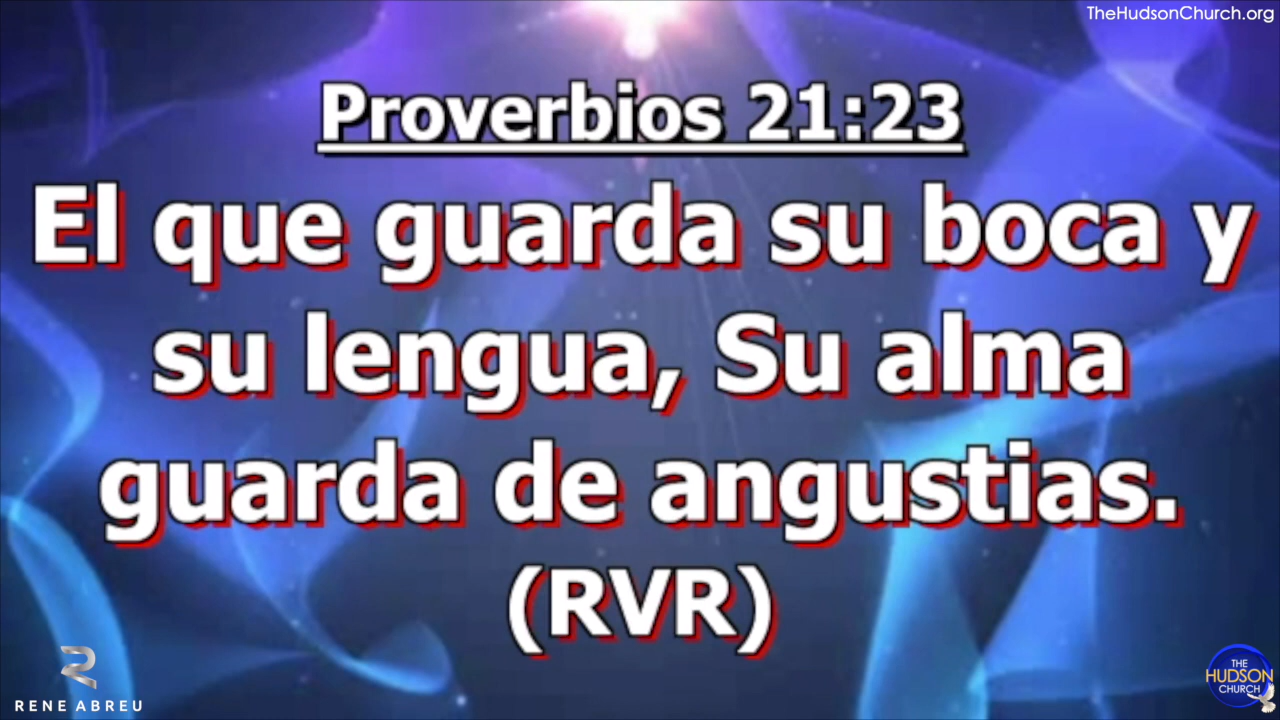 TheHudsonChurch.org
Proverbios 21:23
El que guarda su boca y
su lengua, Su alma
guarda de angustias.
(RVR)
RENE ABREU
THE
HUDSON
CHURCH